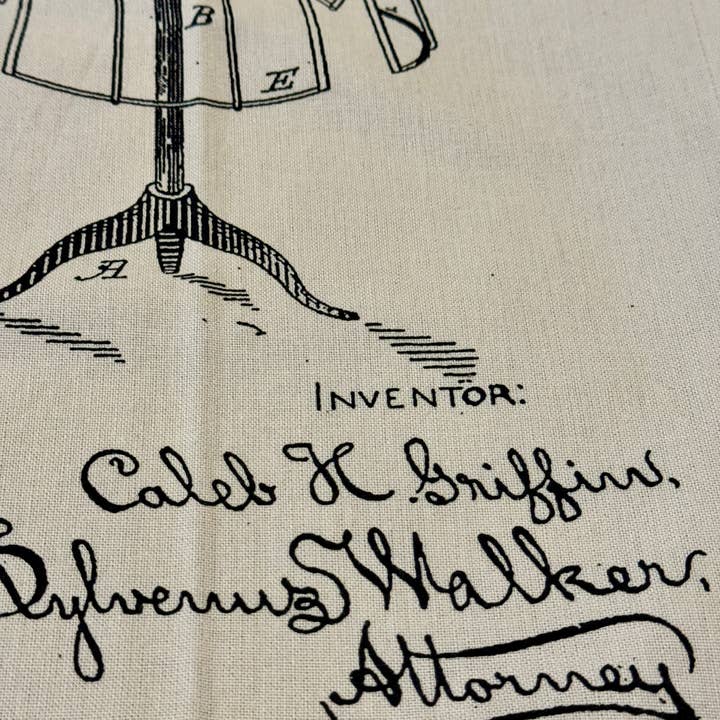 B
E
A
INVENTOR:
Caleb H. Griffin.
Sylvenus Walker,
Attorney